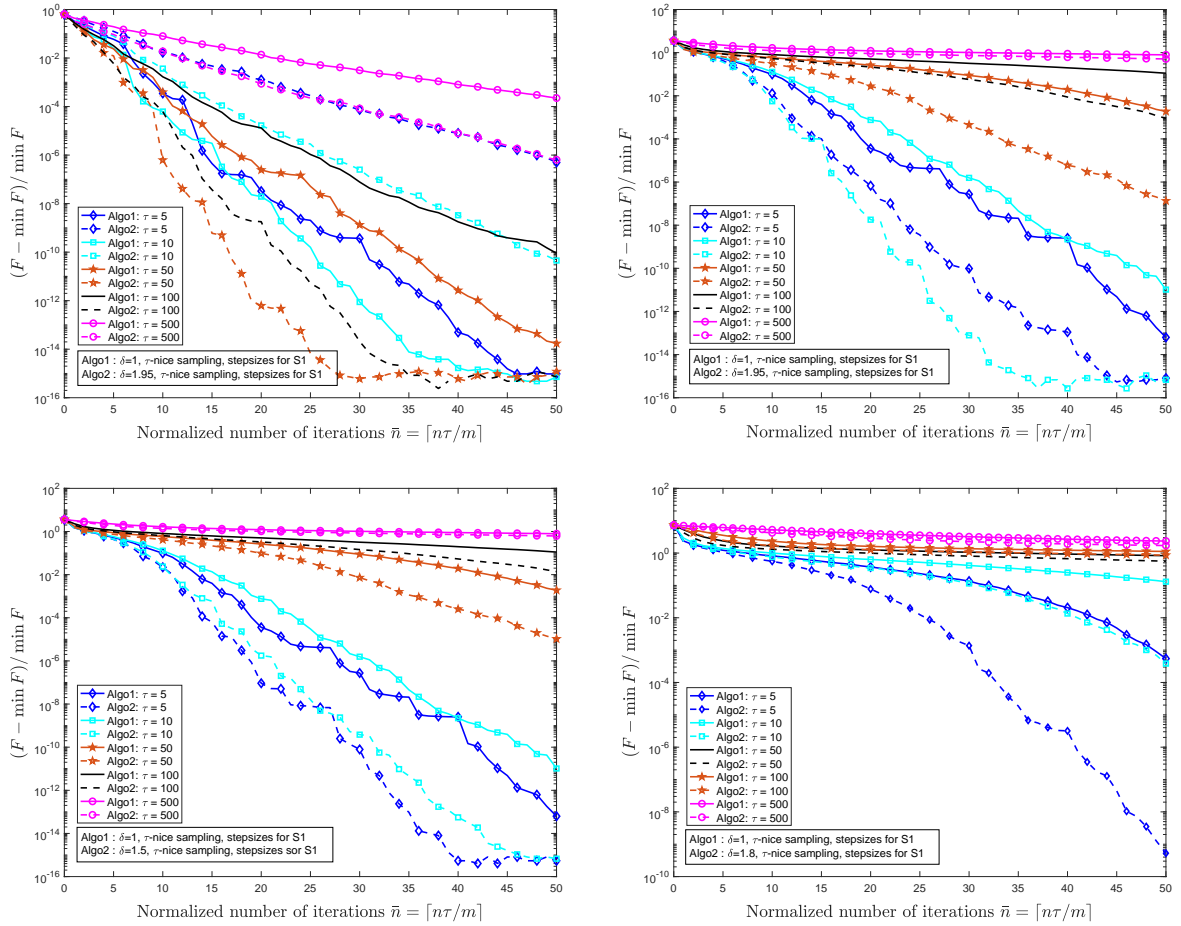 10^0
10^-2
10^-4
10^-6
10^-8
10^-10
10^-12
10^-14
10^-16
(F − min F)/ min F
Algo1: τ = 5
Algo2: τ = 5
Algo1: τ = 10
Algo2: τ = 10
Algo1: τ = 50
Algo2: τ = 50
Algo1: τ = 100
Algo2: τ = 100
Algo1: τ = 500
Algo2: τ = 500
Algo1 : δ=1, τ-nice sampling, stepsizes for S1
Algo2 : δ=1.95, τ-nice sampling, stepsizes for S1
0 5 10 15 20 25 30 35 40 45 50
Normalized number of iterations n̄ = ⌈nτ/m⌉
10^2
10^0
10^-2
10^-4
10^-6
10^-8
10^-10
10^-12
10^-14
10^-16
(F − min F)/ min F
Algo1: τ = 5
Algo2: τ = 5
Algo1: τ = 10
Algo2: τ = 10
Algo1: τ = 50
Algo2: τ = 50
Algo1: τ = 100
Algo2: τ = 100
Algo1: τ = 500
Algo2: τ = 500
Algo1 : δ=1, τ-nice sampling, stepsizes for S1
Algo2 : δ=1.95, τ-nice sampling, stepsizes for S1
0 5 10 15 20 25 30 35 40 45 50
Normalized number of iterations n̄ = ⌈nτ/m⌉
10^2
10^0
10^-2
10^-4
10^-6
10^-8
10^-10
10^-12
10^-14
10^-16
(F − min F)/ min F
Algo1: τ = 5
Algo2: τ = 5
Algo1: τ = 10
Algo2: τ = 10
Algo1: τ = 50
Algo2: τ = 50
Algo1: τ = 100
Algo2: τ = 100
Algo1: τ = 500
Algo2: τ = 500
Algo1 : δ=1, τ-nice sampling, stepsizes for S1
Algo2 : δ=1.5, τ-nice sampling, stepsizes sor S1
0 5 10 15 20 25 30 35 40 45 50
Normalized number of iterations n̄ = ⌈nτ/m⌉
10^2
10^0
10^-2
10^-4
10^-6
10^-8
10^-10
(F − min F)/ min F
Algo1: τ = 5
Algo2: τ = 5
Algo1: τ = 10
Algo2: τ = 10
Algo1: τ = 50
Algo2: τ = 50
Algo1: τ = 100
Algo2: τ = 100
Algo1: τ = 500
Algo2: τ = 500
Algo1 : δ=1, τ-nice sampling, stepsizes for S1
Algo2 : δ=1.8, τ-nice sampling, stepsizes for S1
0 5 10 15 20 25 30 35 40 45 50
Normalized number of iterations n̄ = ⌈nτ/m⌉